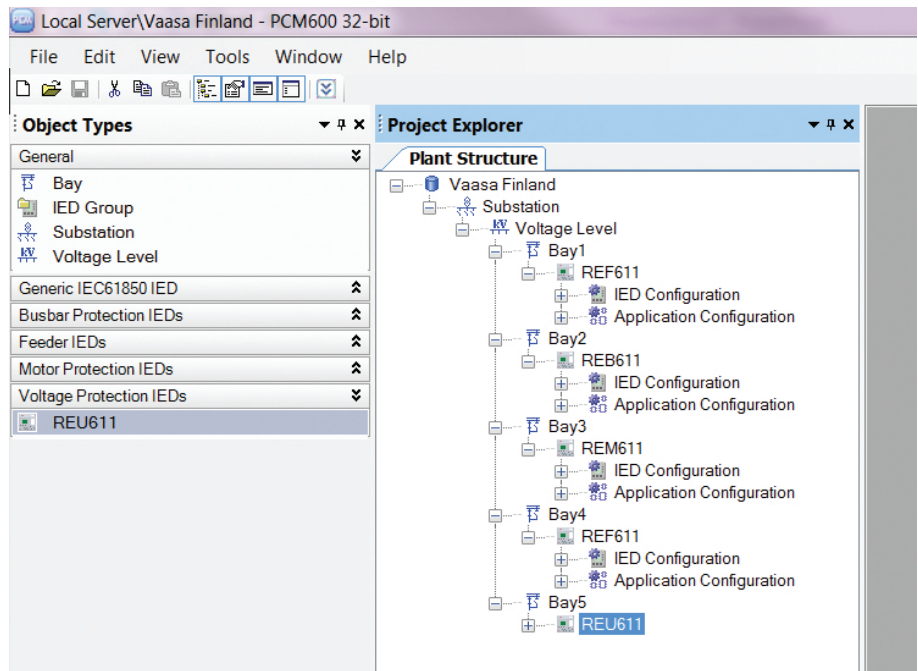 Local Server\Vaasa Finland - PCM600 32-bit
File Edit View Tools Window Help
Object Types
General
Bay
IED Group
Substation
Voltage Level
Generic IEC61850 IED
Busbar Protection IEDs
Feeder IEDs
Motor Protection IEDs
Voltage Protection IEDs
REU611
Project Explorer
Plant Structure
Vaasa Finland
Substation
Voltage Level
Bay1
REF611
IED Configuration
Application Configuration
Bay2
REB611
IED Configuration
Application Configuration
Bay3
REM611
IED Configuration
Application Configuration
Bay4
REF611
IED Configuration
Application Configuration
Bay5
REU611